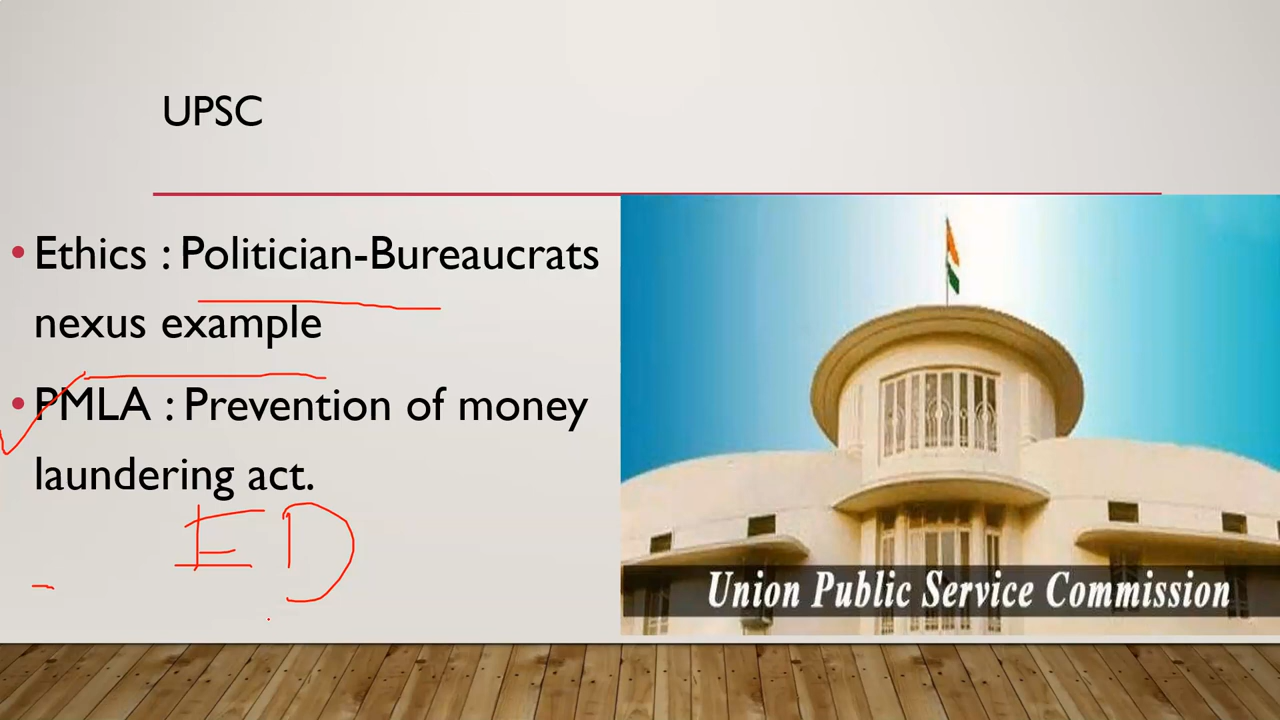 UPSC
• Ethics : Politician-Bureaucrats
nexus example
• PMLA : Prevention of money
laundering act.
ED
Union Public Service Commission